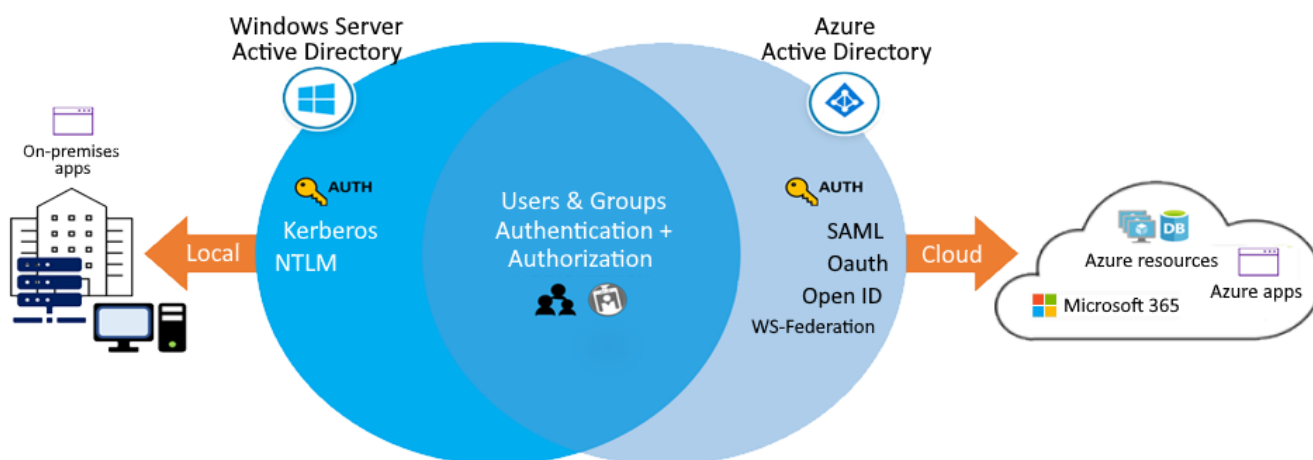 Windows Server
Active Directory
Azure
Active Directory
On-premises
apps
AUTH
Kerberos
NTLM
Local
Users & Groups
Authentication +
Authorization
AUTH
SAML
Oauth
Open ID
WS-Federation
Cloud
DB
Azure resources
Azure apps
Microsoft 365